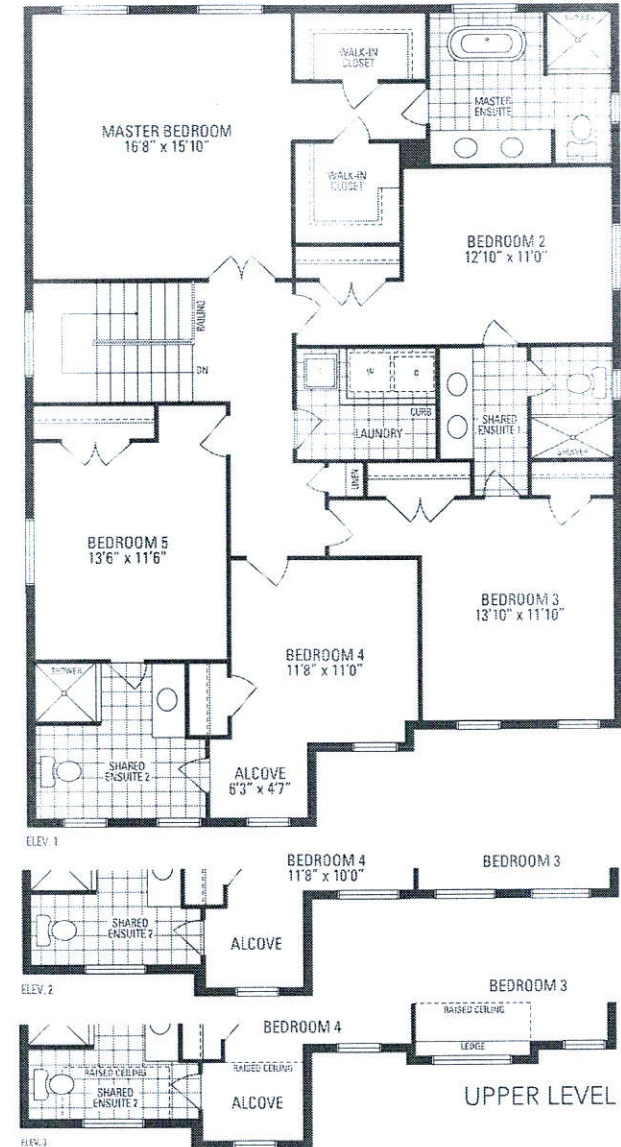 WALK-IN
CLOSET
SHOWER
MASTER
ENSUITE
MASTER BEDROOM
16'8" x 15'10"
WALK-IN
CLOSET
BEDROOM 2
12'10" x 11'0"
RAILING
DN
W
D
CURB
LAUNDRY
SHARED
ENSUITE 1
SHOWER
LINEN
BEDROOM 5
13'6" x 11'6"
BEDROOM 3
13'10" x 11'10"
BEDROOM 4
11'8" x 11'0"
SHOWER
SHARED
ENSUITE 2
ALCOVE
6'3" x 4'7"
ELEV. 1
BEDROOM 4
11'8" x 10'0"
BEDROOM 3
SHARED
ENSUITE 2
ALCOVE
ELEV. 2
BEDROOM 3
RAISED CEILING
LEDGE
BEDROOM 4
RAISED CEILING
RAISED CEILING
SHARED
ENSUITE 2
ALCOVE
ELEV. 3
UPPER LEVEL